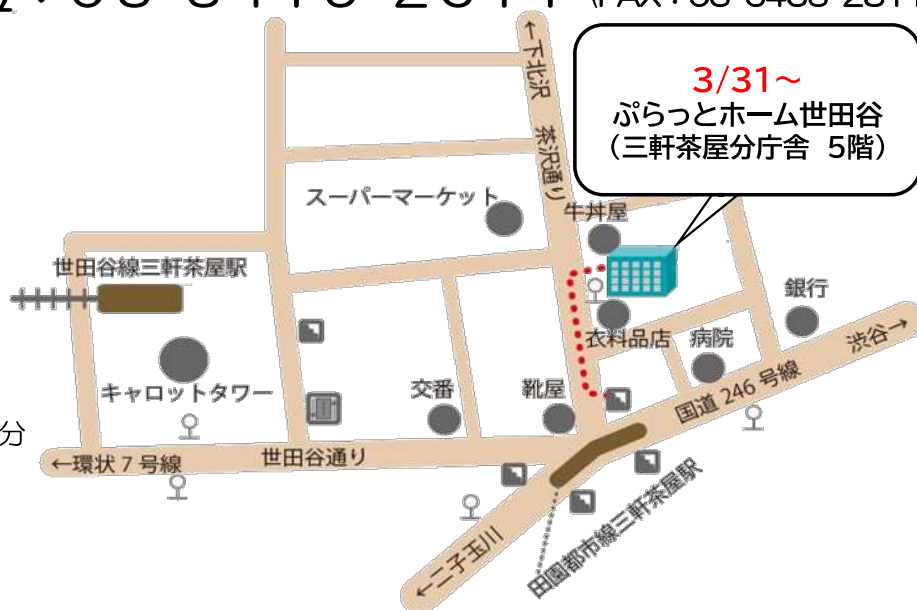 ←下北沢
茶沢通り
3/31～
ぷらっとホーム世田谷
（三軒茶屋分庁舎 5階）
スーパーマーケット
牛丼屋
世田谷線三軒茶屋駅
銀行
衣料品店
病院
渋谷→
キャロットタワー
交番
靴屋
国道 246 号線
分
←環状 7 号線
世田谷通り
田園都市線三軒茶屋駅
←二子玉川